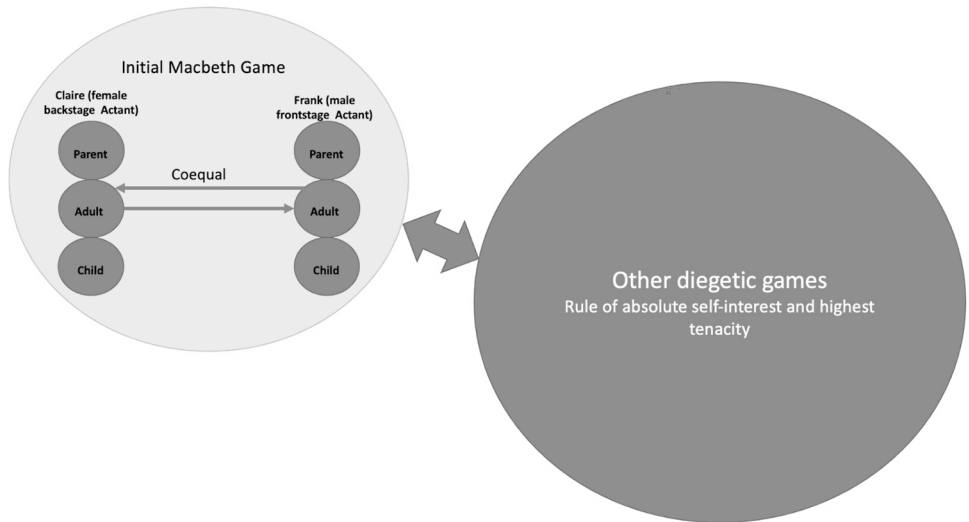 Initial Macbeth Game
Claire (female
backstage Actant)
Frank (male
frontstage Actant)
Parent
Parent
Coequal
Adult
Adult
Child
Child
Other diegetic games
Rule of absolute self-interest and highest
tenacity